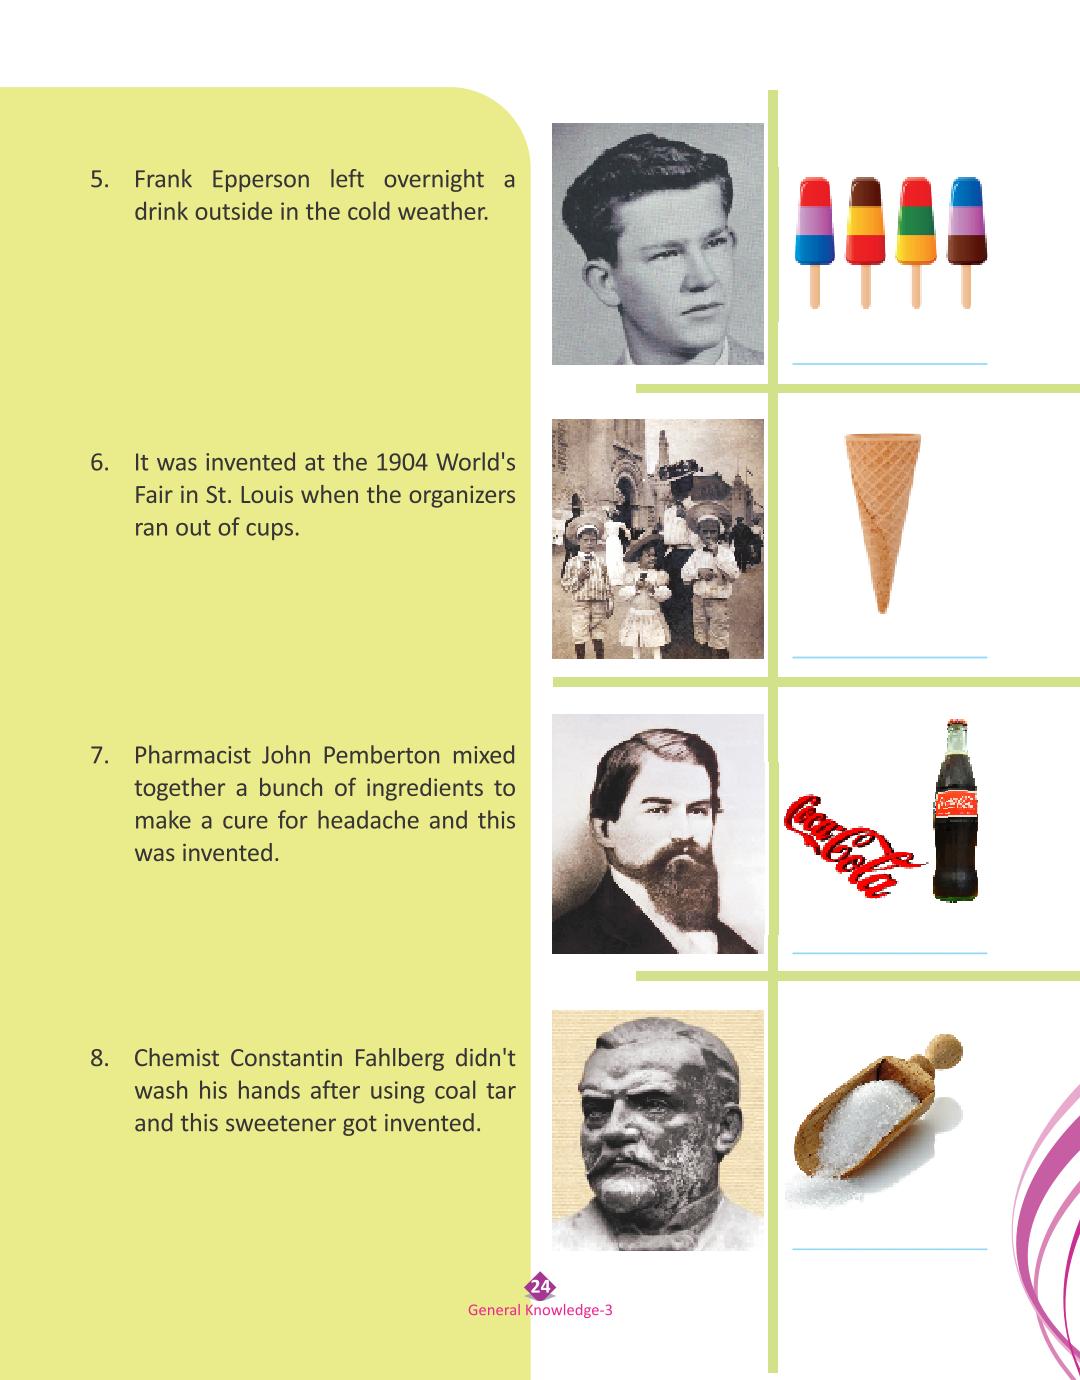 5. Frank Epperson left overnight a
drink outside in the cold weather.
6. It was invented at the 1904 World's
Fair in St. Louis when the organizers
ran out of cups.
7. Pharmacist John Pemberton mixed
together a bunch of ingredients to
make a cure for headache and this
was invented.
Coca-Cola
Coca-Cola
8. Chemist Constantin Fahlberg didn't
wash his hands after using coal tar
and this sweetener got invented.
24
General Knowledge-3